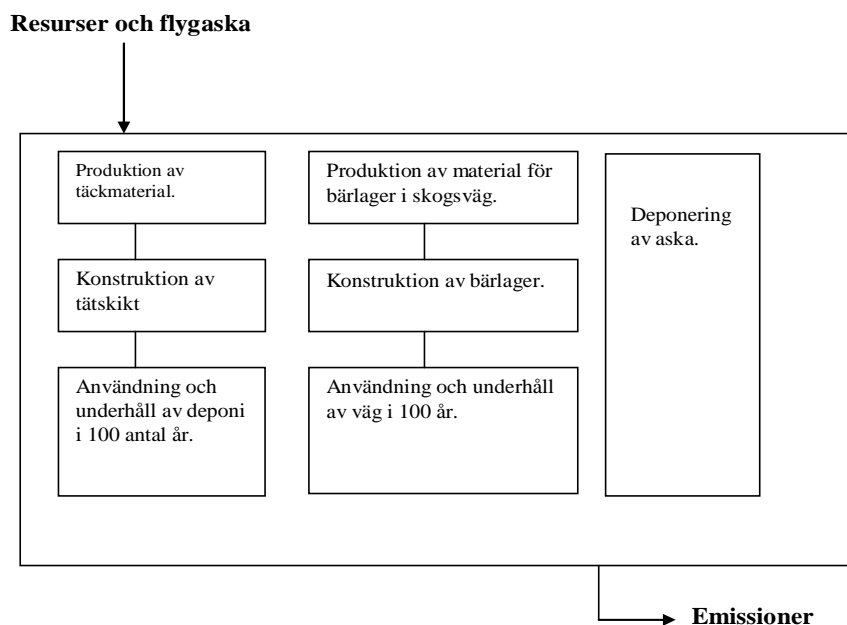 Resurser och flygaska
Produktion av
täckmaterial.
Konstruktion av
tätskikt
Användning och
underhåll av deponi
i 100 antal år.
Produktion av material för
bärlager i skogsväg.
Konstruktion av bärlager.
Användning och underhåll
av väg i 100 år.
Deponering
av aska.
Emissioner